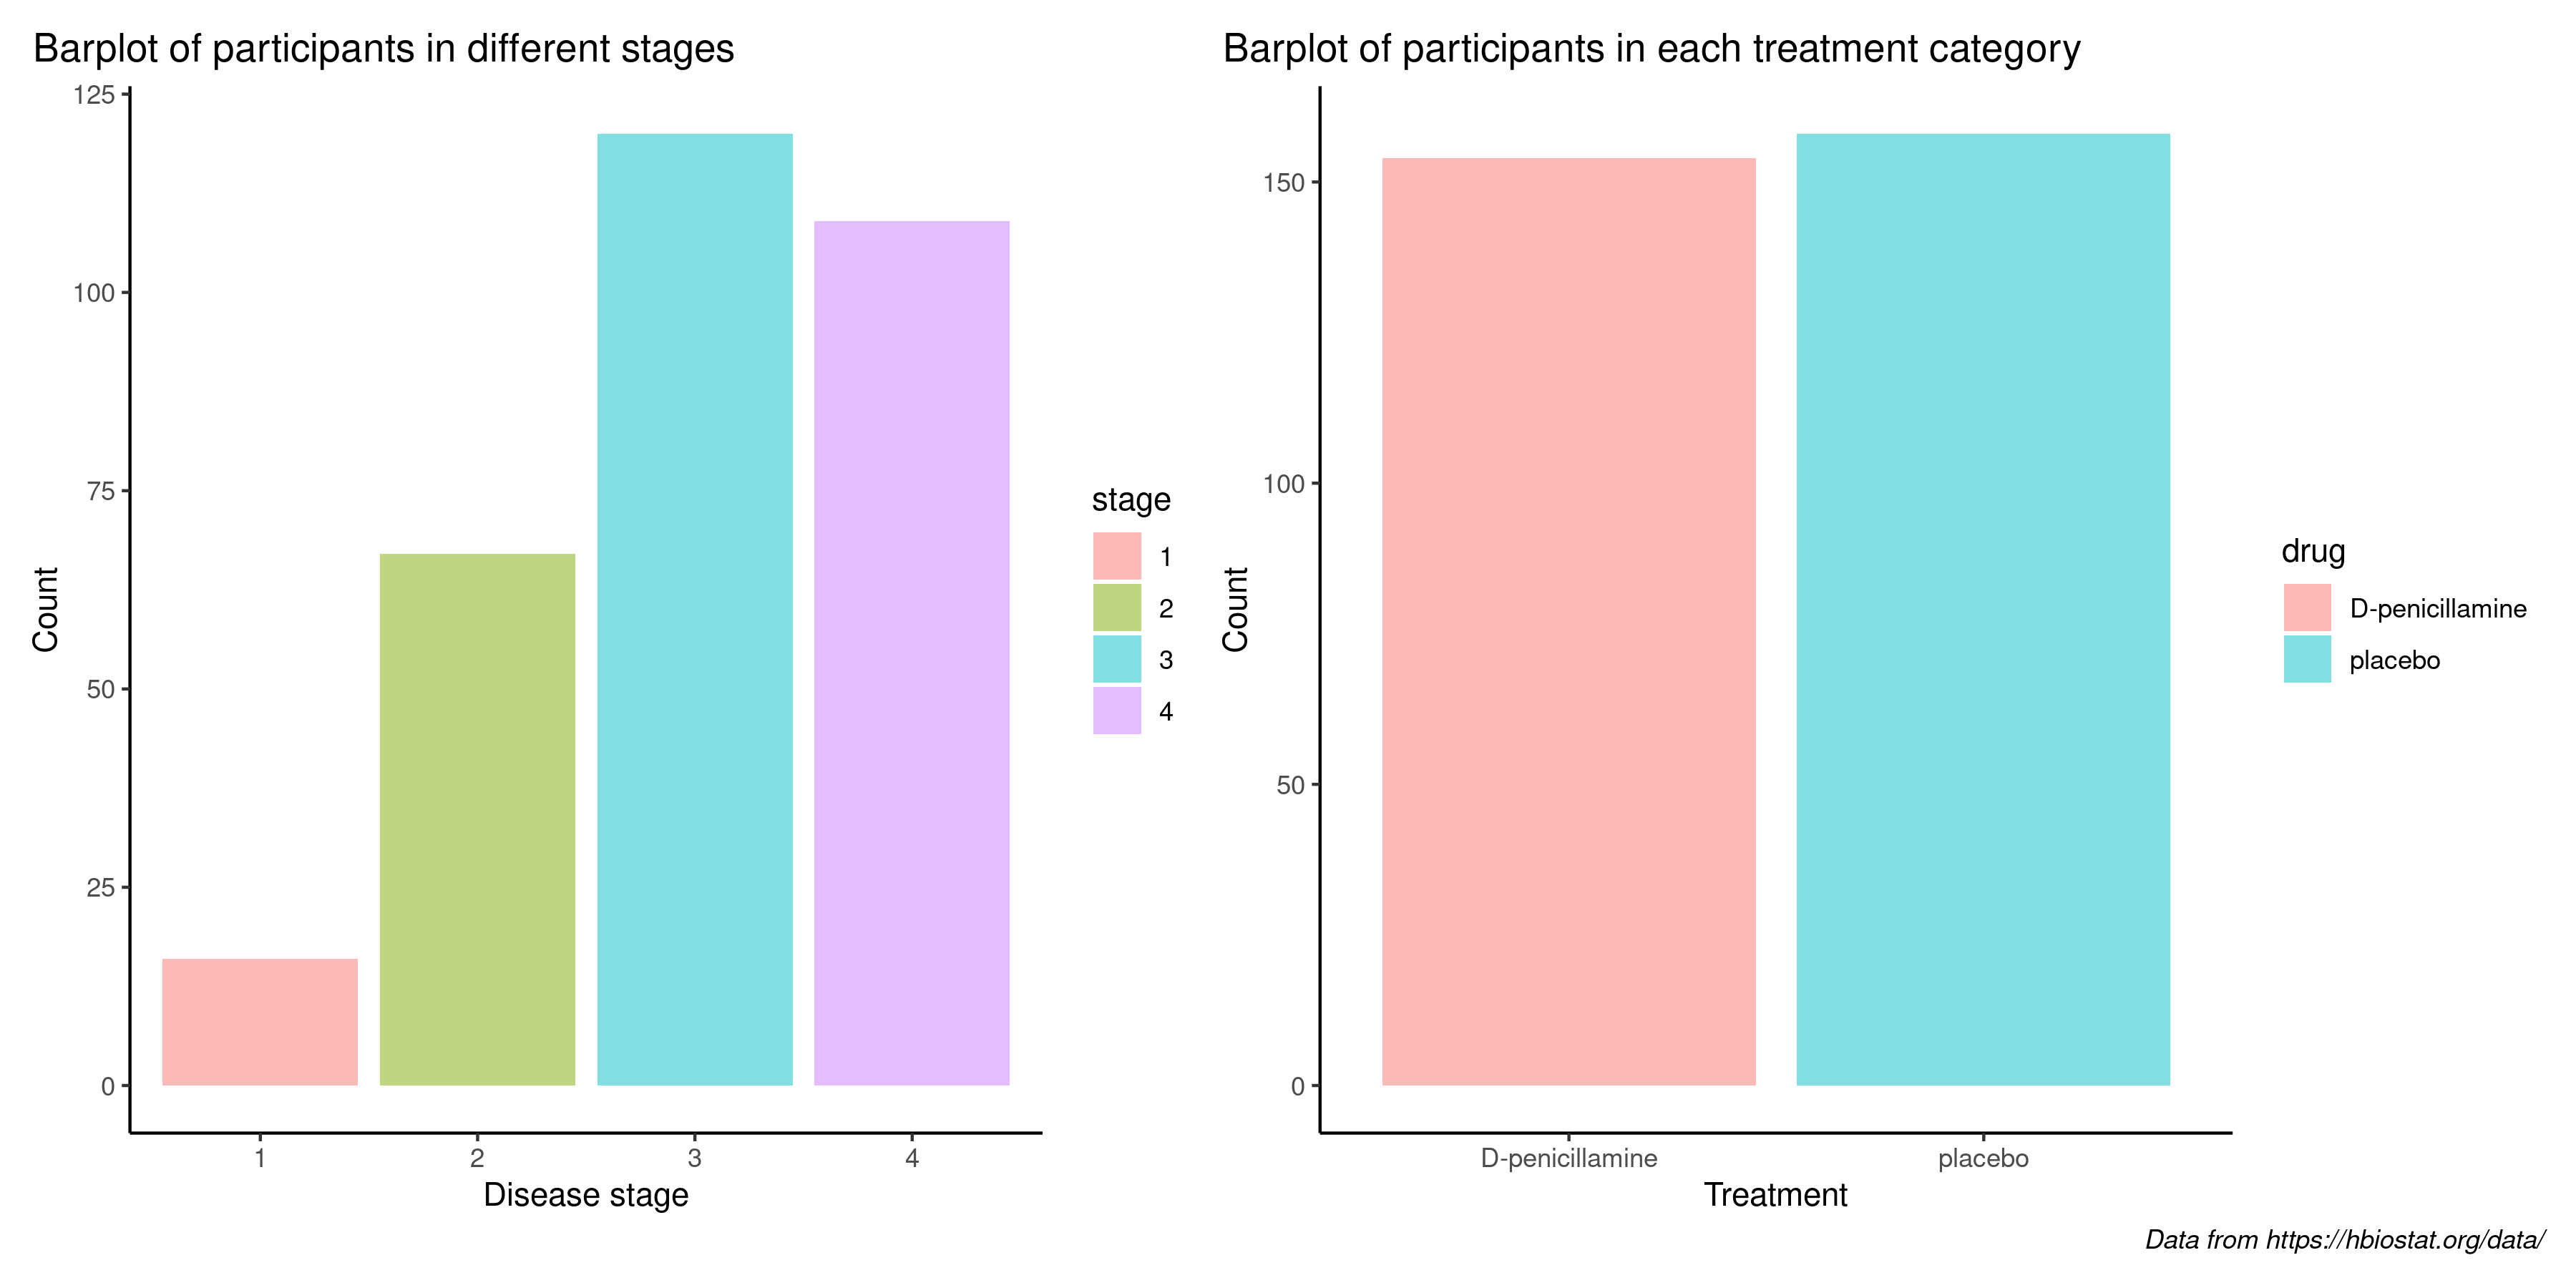 Barplot of participants in different stages
125
100
75
50
25
0
Count
1
2
3
4
Disease stage
stage
1
2
3
4
Barplot of participants in each treatment category
150
100
50
0
Count
D-penicillamine
placebo
Treatment
drug
D-penicillamine
placebo
Data from https://hbiostat.org/data/